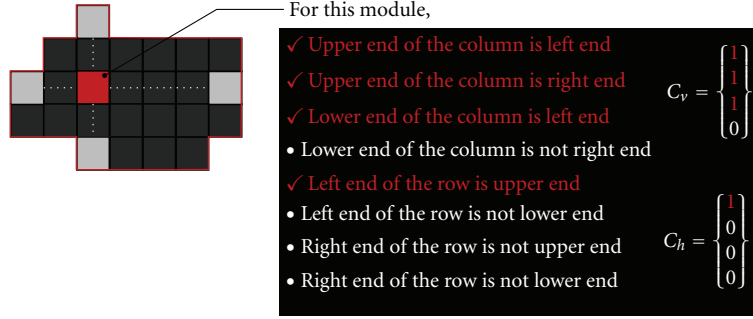 For this module,
✓ Upper end of the column is left end
✓ Upper end of the column is right end
✓ Lower end of the column is left end
• Lower end of the column is not right end
C_v = {1 1 1 0}
✓ Left end of the row is upper end
• Left end of the row is not lower end
• Right end of the row is not upper end
• Right end of the row is not lower end
C_h = {1 0 0 0}